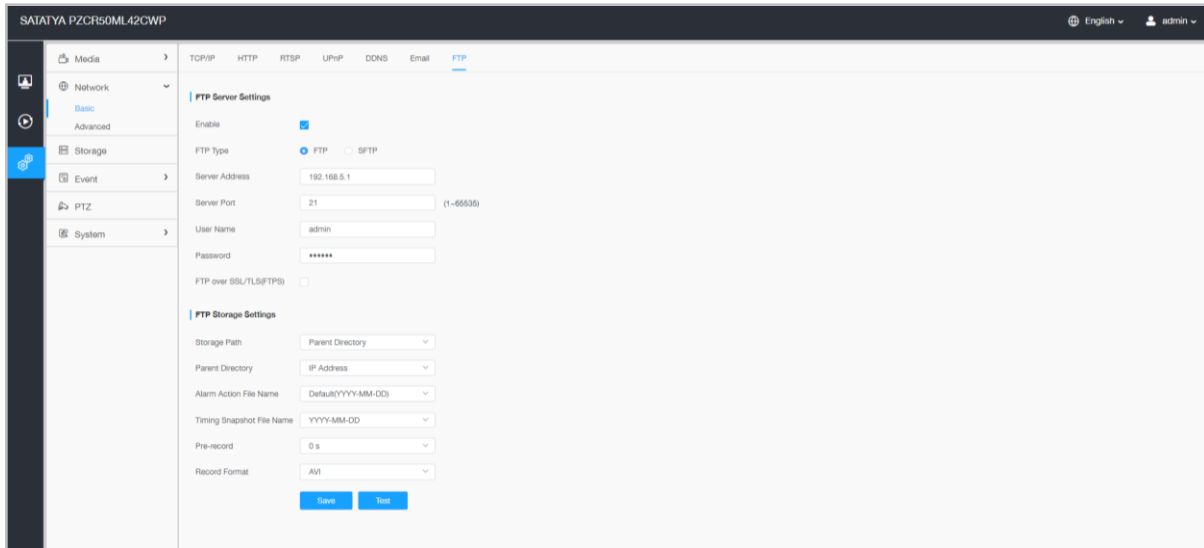 SATATYA PZCR50ML42CWP
English
admin
Media
Network
Basic
Advanced
Storage
Event
PTZ
System
TCP/IP HTTP RTSP UPnP DDNS Email FTP
FTP Server Settings
Enable
FTP Type FTP SFTP
Server Address 192.168.5.1
Server Port 21 (1~65535)
User Name admin
Password ••••••
FTP over SSL/TLS(FTPS)
FTP Storage Settings
Storage Path Parent Directory
Parent Directory IP Address
Alarm Action File Name Default(YYYY-MM-DD)
Timing Snapshot File Name YYYY-MM-DD
Pre-record 0 s
Record Format AVI
Save Test